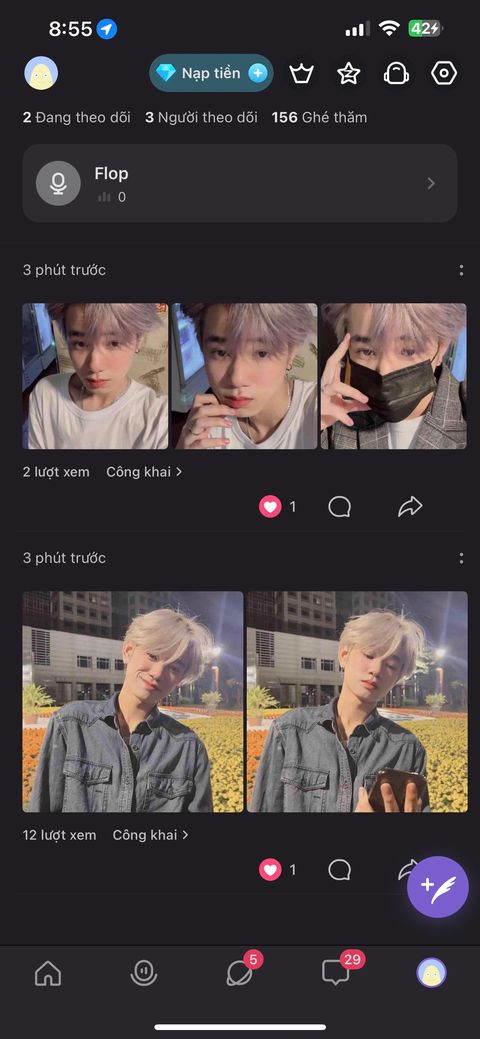 8:55
42
Nạp tiền
2 Đang theo dõi 3 Người theo dõi 156 Ghé thăm
Flop
0
3 phút trước
2 lượt xem Công khai
1
3 phút trước
12 lượt xem Công khai
1
5
29